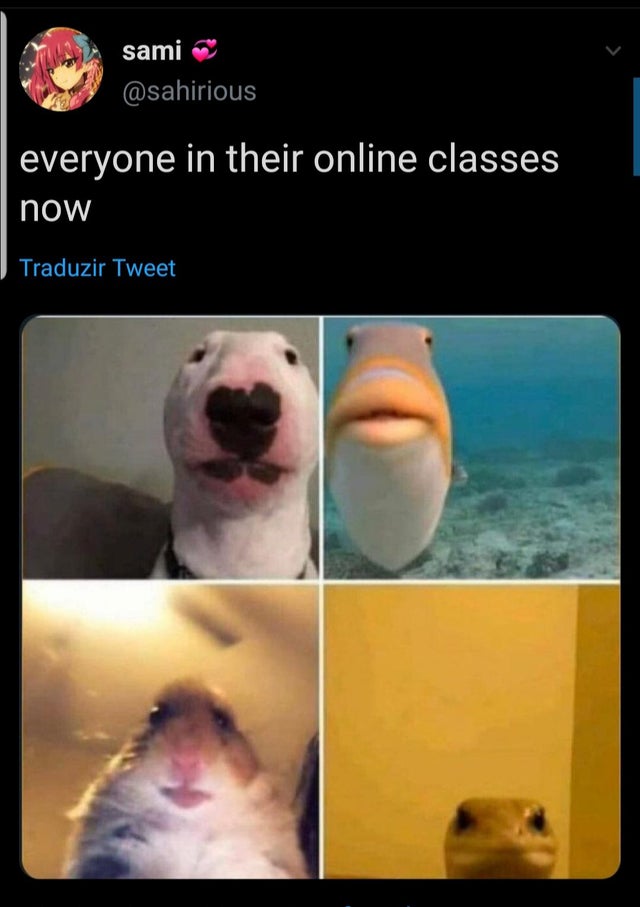 sami 💞
@sahirious
everyone in their online classes
now
Traduzir Tweet